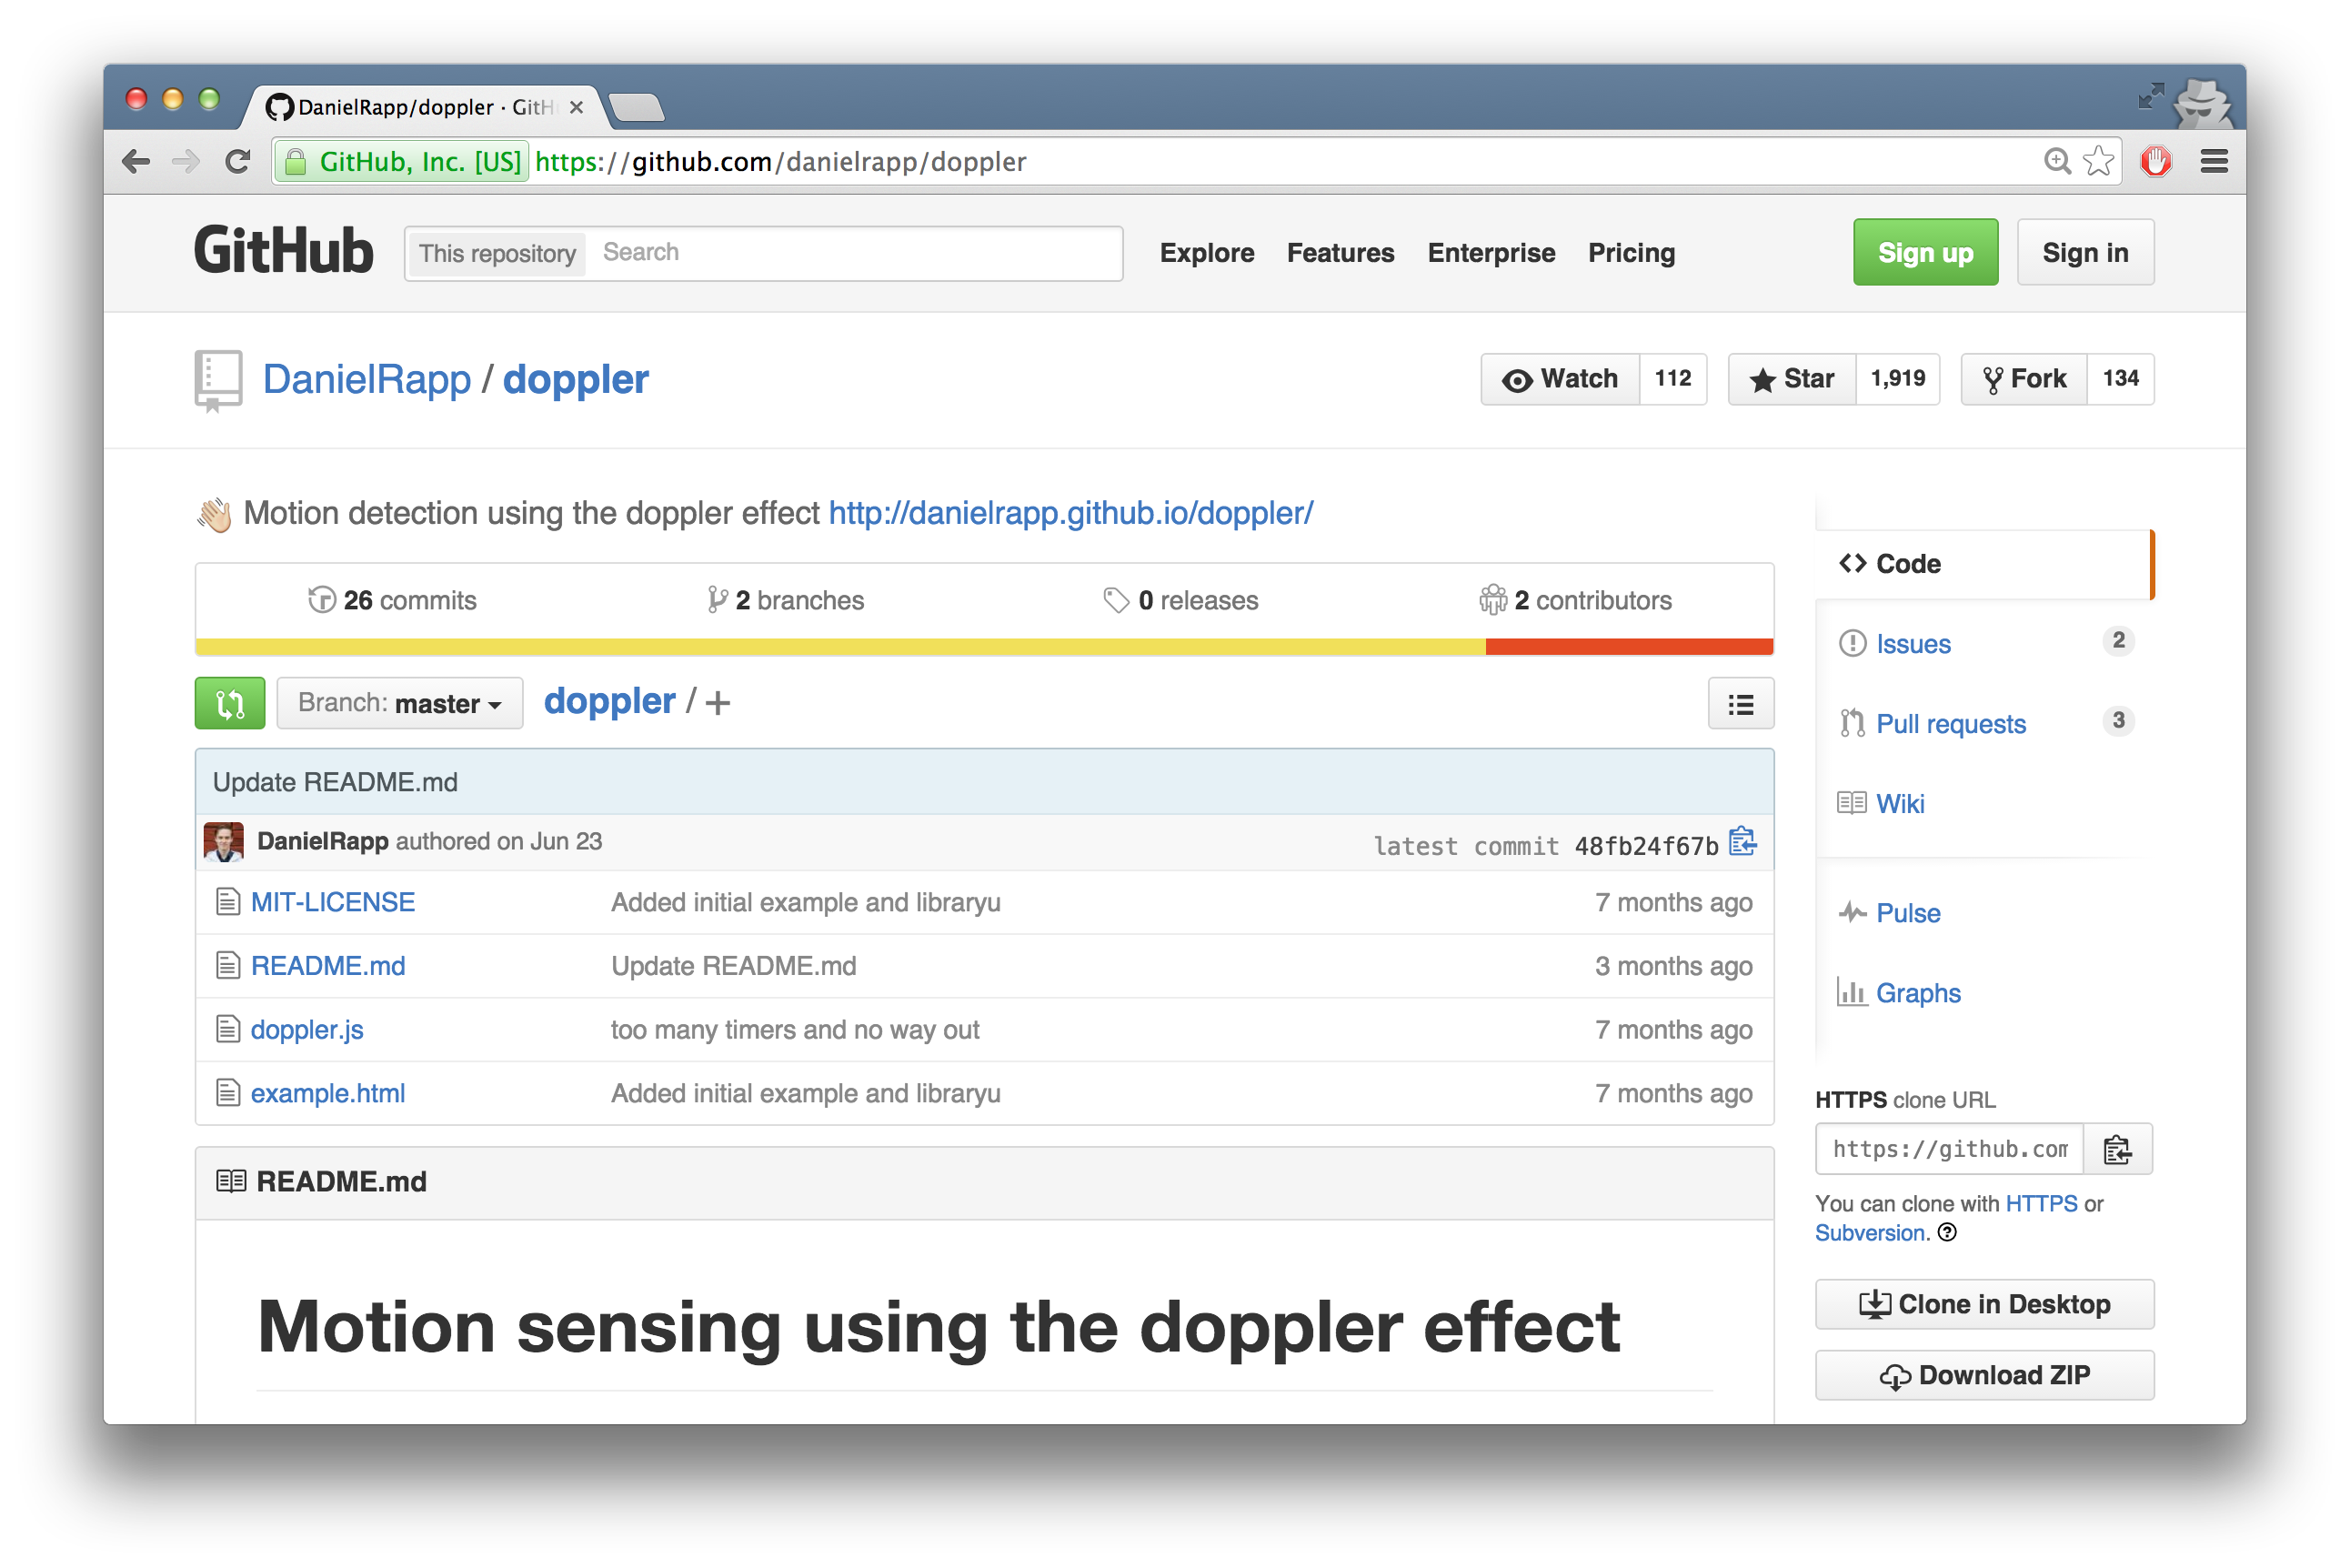 DanielRapp/doppler · GitH
GitHub, Inc. [US] https://github.com/danielrapp/doppler
GitHub This repository Search Explore Features Enterprise Pricing Sign up Sign in
DanielRapp / doppler Watch 112 Star 1,919 Fork 134
👋 Motion detection using the doppler effect http://danielrapp.github.io/doppler/
26 commits 2 branches 0 releases 2 contributors
Branch: master doppler / +
Update README.md
DanielRapp authored on Jun 23 latest commit 48fb24f67b
MIT-LICENSE Added initial example and libraryu 7 months ago
README.md Update README.md 3 months ago
doppler.js too many timers and no way out 7 months ago
example.html Added initial example and libraryu 7 months ago
README.md
Motion sensing using the doppler effect
Code
Issues 2
Pull requests 3
Wiki
Pulse
Graphs
HTTPS clone URL
https://github.com
You can clone with HTTPS or
Subversion.
Clone in Desktop
Download ZIP